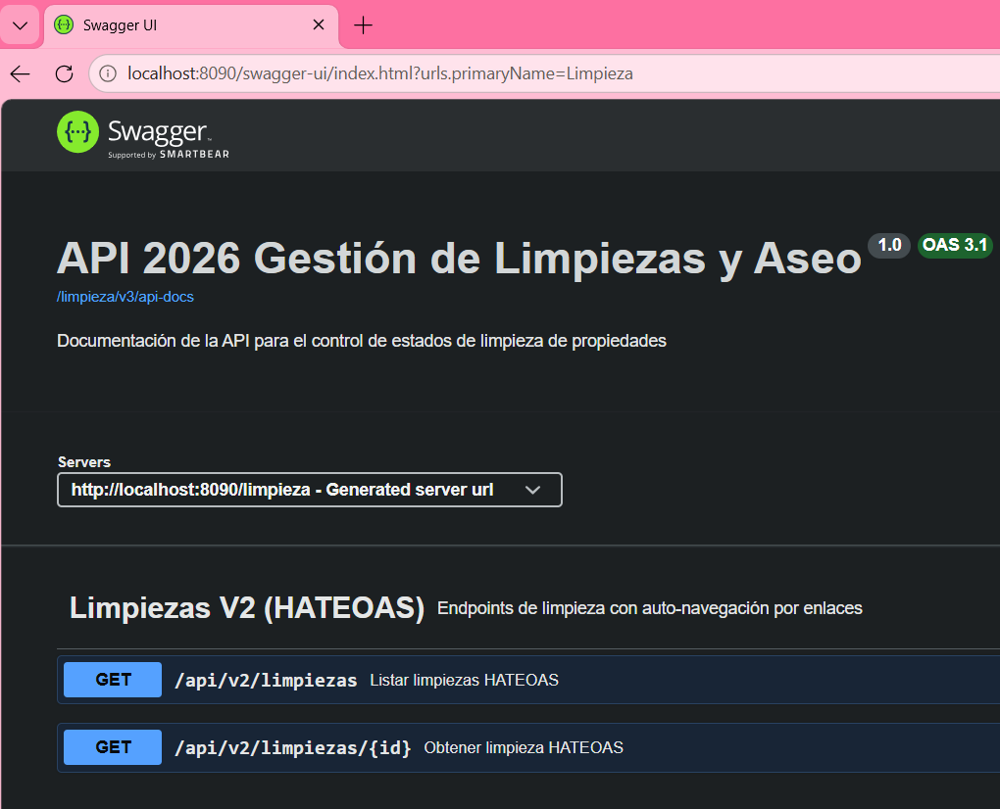 Swagger UI
localhost:8090/swagger-ui/index.html?urls.primaryName=Limpieza
Swagger
Supported by SMARTBEAR
API 2026 Gestión de Limpiezas y Aseo 1.0 OAS 3.1
/limpieza/v3/api-docs
Documentación de la API para el control de estados de limpieza de propiedades
Servers
http://localhost:8090/limpieza - Generated server url
Limpiezas V2 (HATEOAS) Endpoints de limpieza con auto-navegación por enlaces
GET /api/v2/limpiezas Listar limpiezas HATEOAS
GET /api/v2/limpiezas/{id} Obtener limpieza HATEOAS